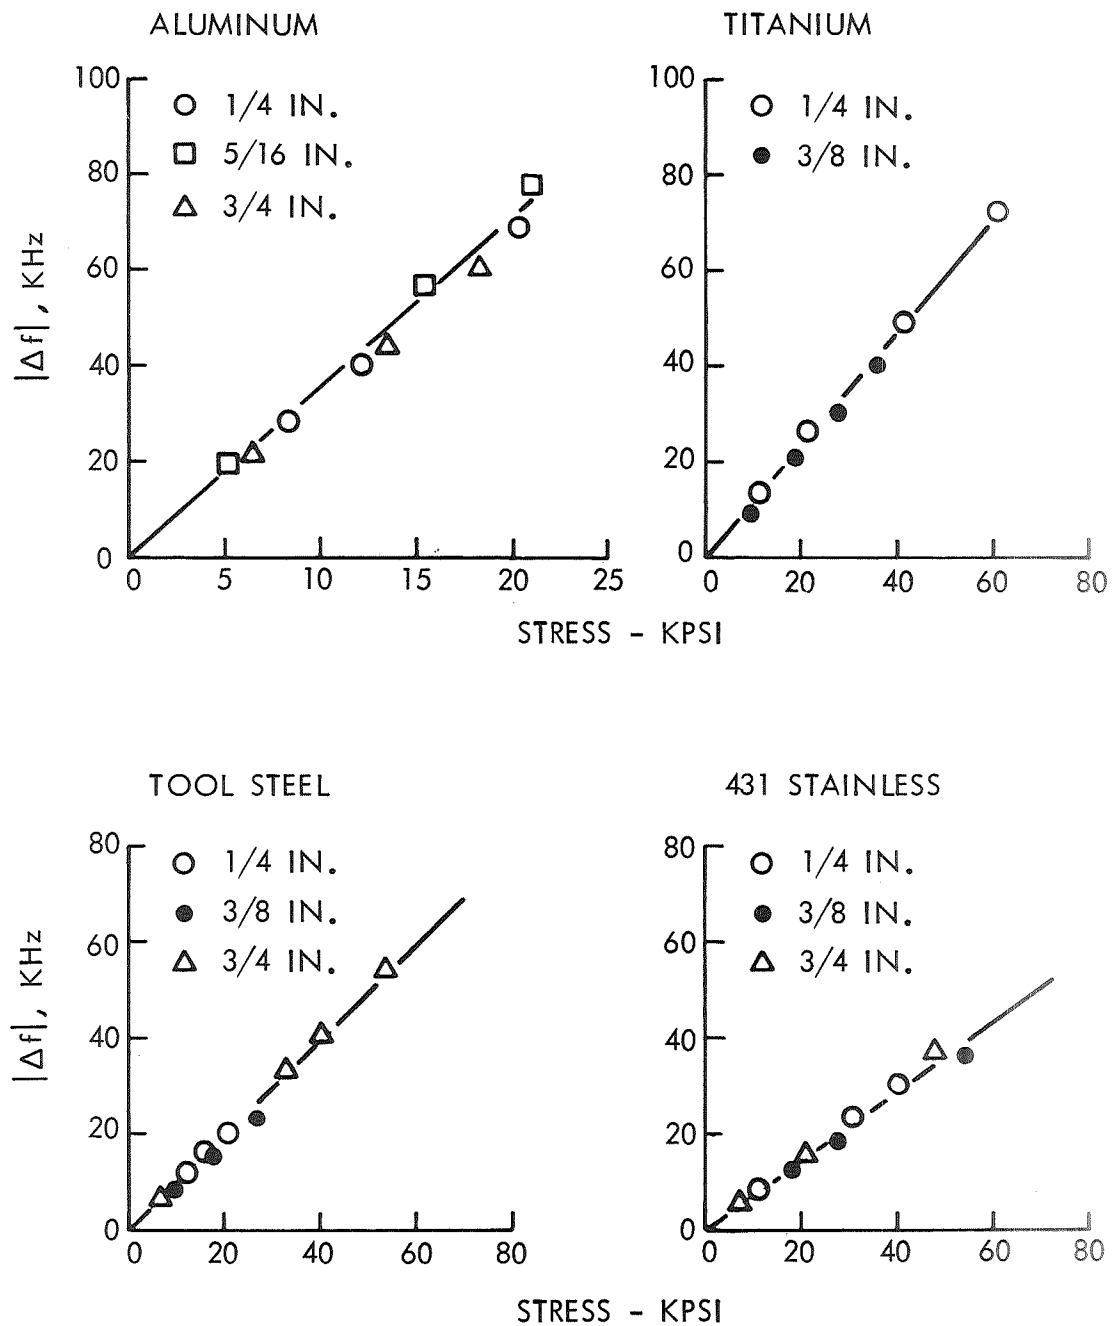 ALUMINUM
100
80
60
40
20
0
0 5 10 15 20 25
○ 1/4 IN.
□ 5/16 IN.
△ 3/4 IN.
|Δf|, KHz
TITANIUM
100
80
60
40
20
0
0 20 40 60 80
○ 1/4 IN.
● 3/8 IN.
STRESS - KPSI
TOOL STEEL
80
60
40
20
0
0 20 40 60 80
○ 1/4 IN.
● 3/8 IN.
△ 3/4 IN.
|Δf|, KHz
431 STAINLESS
80
60
40
20
0
0 20 40 60 80
○ 1/4 IN.
● 3/8 IN.
△ 3/4 IN.
STRESS - KPSI